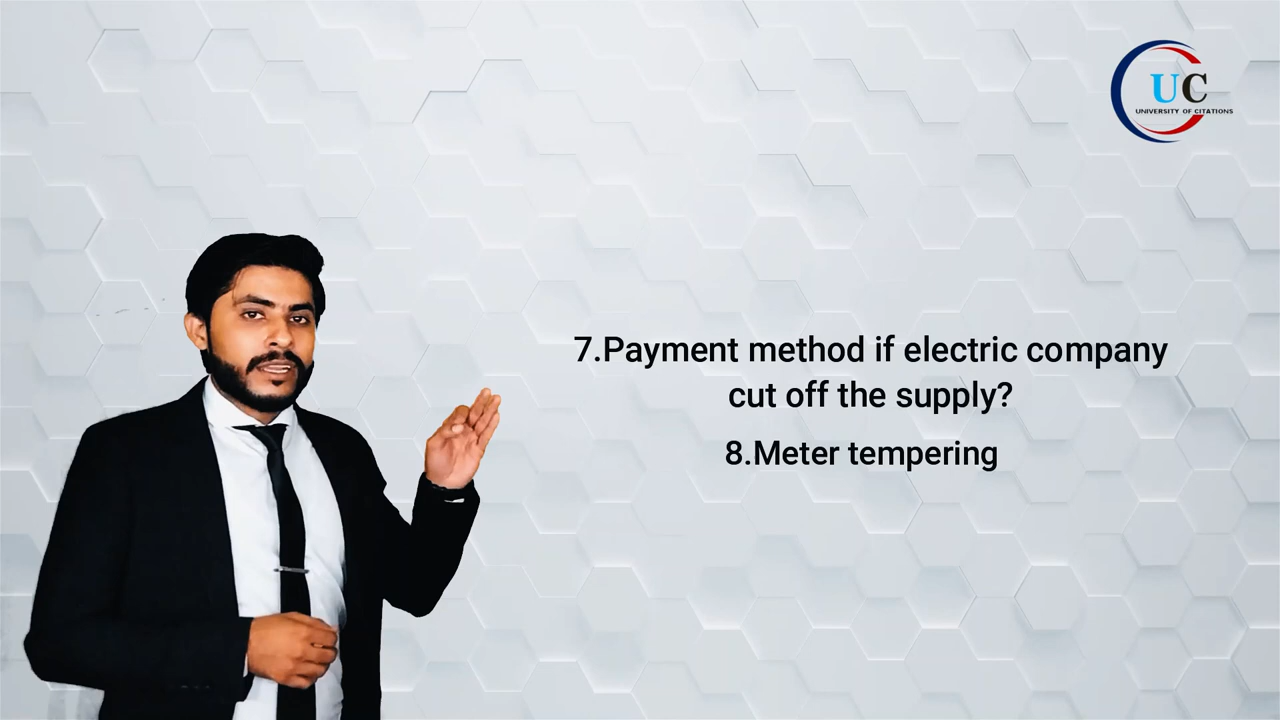 UC
UNIVERSITY OF CITATIONS
7.Payment method if electric company
cut off the supply?
8.Meter tempering